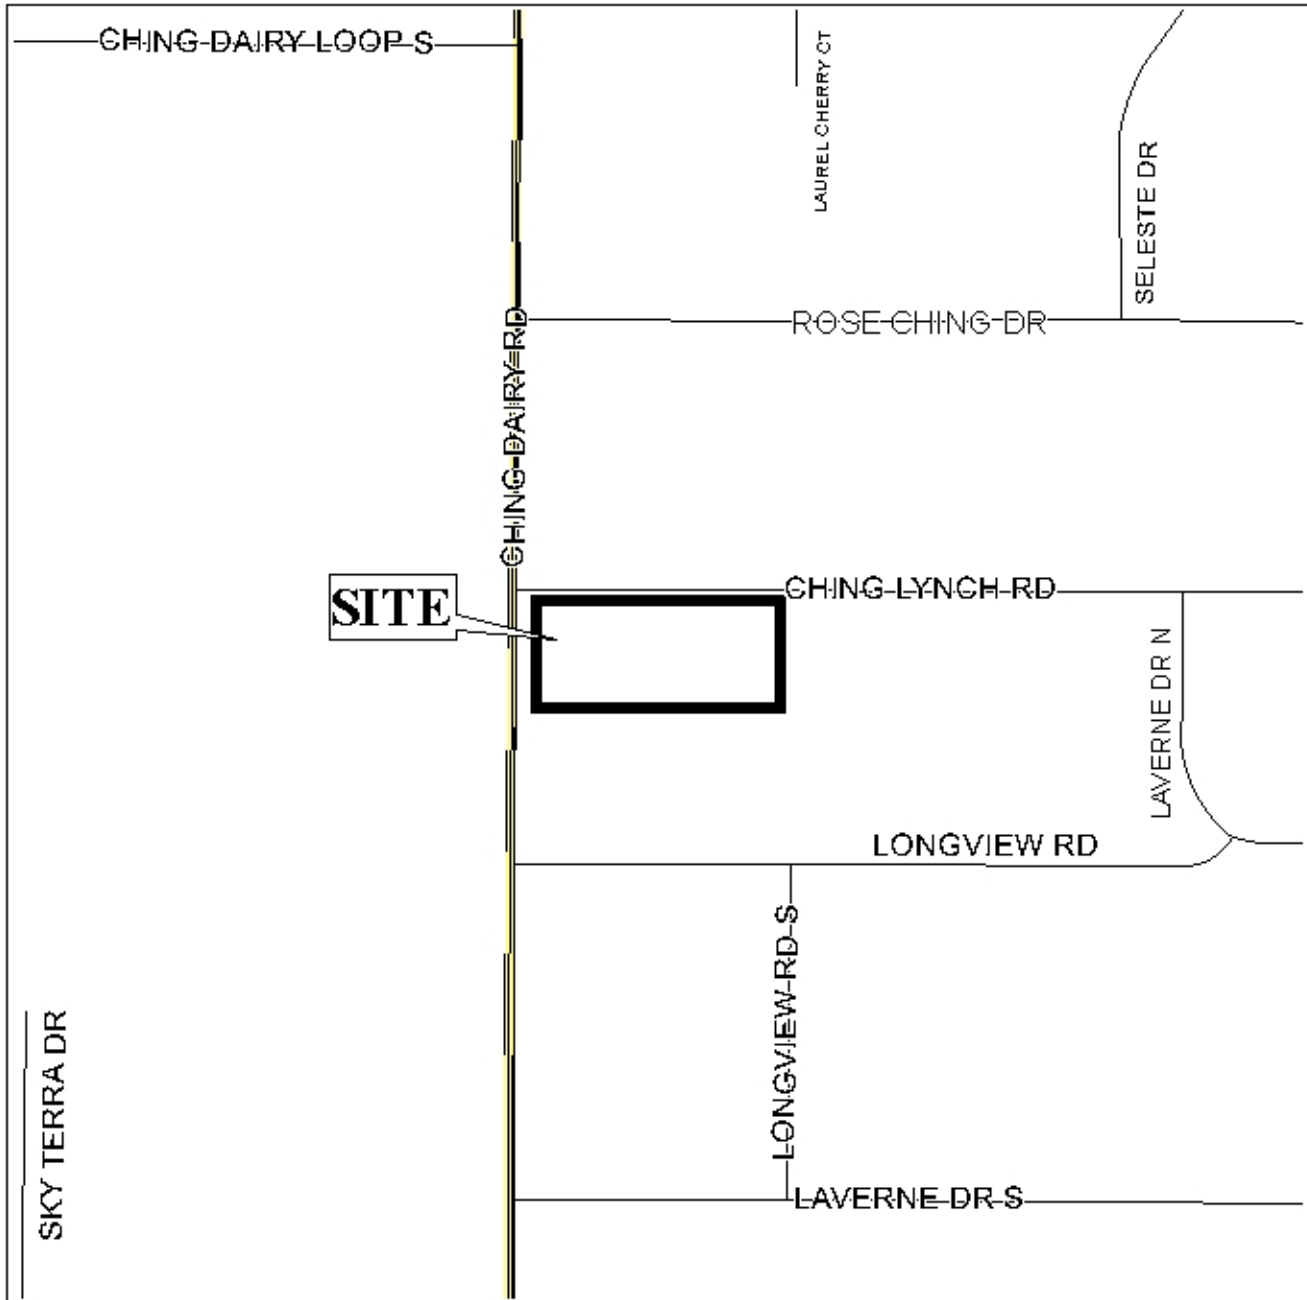 CHING DAIRY LOOP S
LAUREL CHERRY CT
SELESTE DR
ROSE CHING DR
CHING DAIRY RD
SITE
CHING LYNCH RD
LAVERNE DR N
LONGVIEW RD
LONGVIEW RD S
SKY TERRA DR
LAVERNE DR S